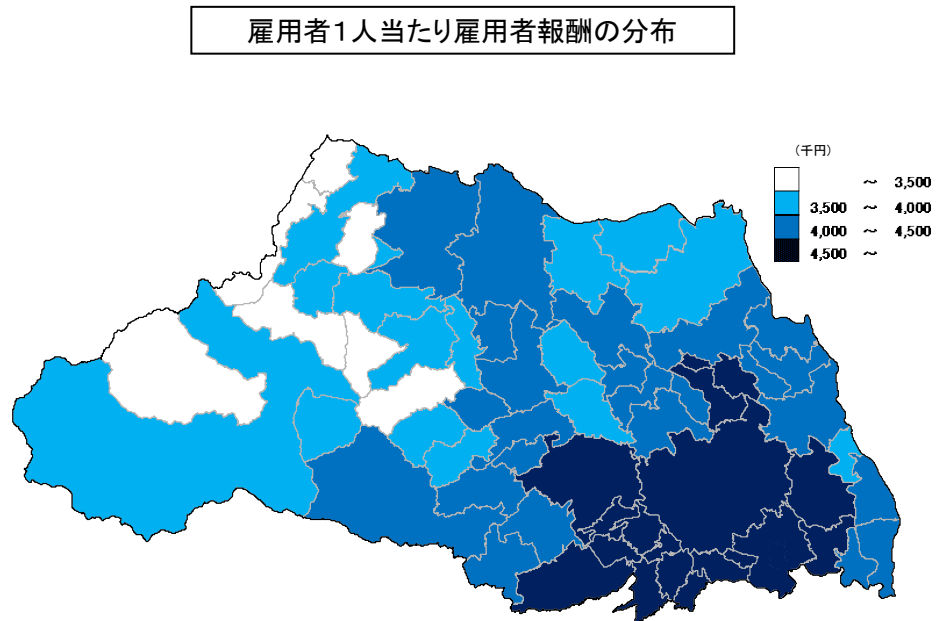 雇用者1人当たり雇用者報酬の分布
（千円）
～ 3,500
3,500 ～ 4,000
4,000 ～ 4,500
4,500 ～